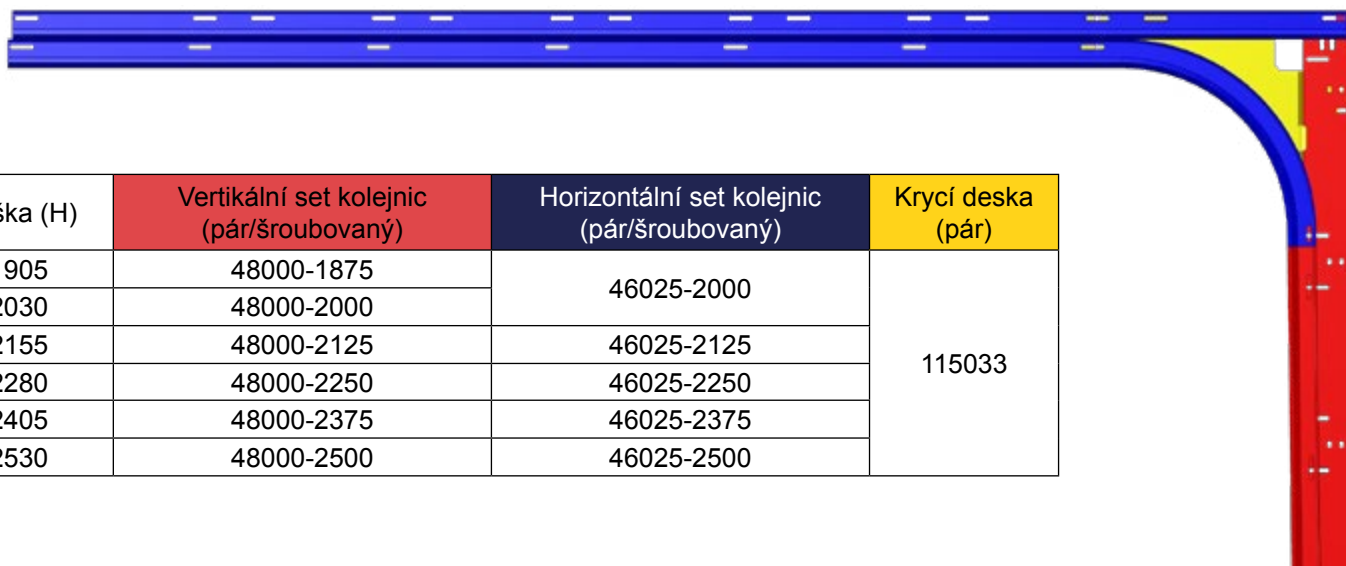 ška (H) Vertikální set kolejnic Horizontální set kolejnic Krycí deska
(pár/šroubovaný) (pár/šroubovaný) (pár)
905 48000-1875
46025-2000
2030 48000-2000
2155 48000-2125 46025-2125
115033
2280 48000-2250 46025-2250
2405 48000-2375 46025-2375
2530 48000-2500 46025-2500